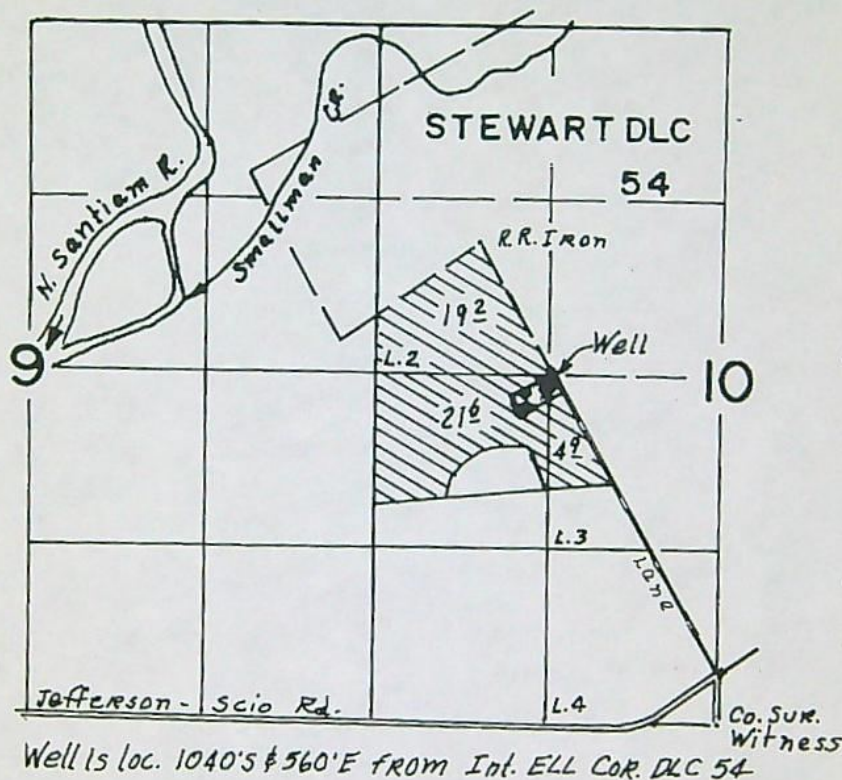 STEWART DLC
54
N. Santiam R.
Smallman Cr.
R.R. Iron
19 2
Well
9
L.2
10
21 6
4 9
L.3
Lane
Jefferson - Scio Rd.
L.4
Co. Sur.
Witness
Well is loc. 1040'S & 560'E from Int. ELL Cor. DLC 54